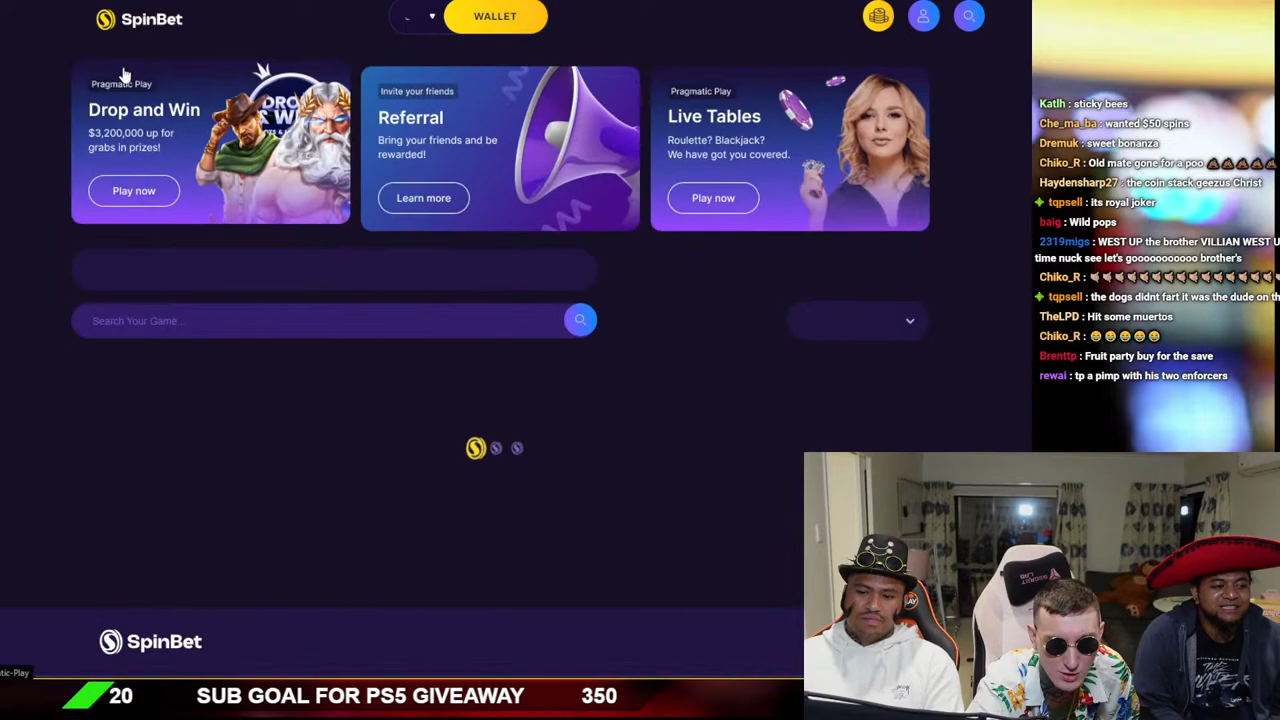 SpinBet
WALLET
Pragmatic Play
Drop and Win
$3,200,000 up for
grabs in prizes!
Play now
Invite your friends
Referral
Bring your friends and be
rewarded!
Learn more
Pragmatic Play
Live Tables
Roulette? Blackjack?
We have got you covered.
Play now
Search Your Game...
SpinBet
tic-Play
20 SUB GOAL FOR PS5 GIVEAWAY 350
Katlh : sticky bees
Che_ma_ba : wanted $50 spins
Dremuk : sweet bonanza
Chiko_R : Old mate gone for a poo
Haydensharp27 : the coin stack geezus Christ
tqpsell : its royal joker
baig : Wild pops
2319migs : WEST UP the brother VILLIAN WEST U
time nuck see let's gooooooooooo brother's
Chiko_R :
tqpsell : the dogs didnt fart it was the dude on th
TheLPD : Hit some muertos
Chiko_R :
Brenttp : Fruit party buy for the save
rewai : tp a pimp with his two enforcers